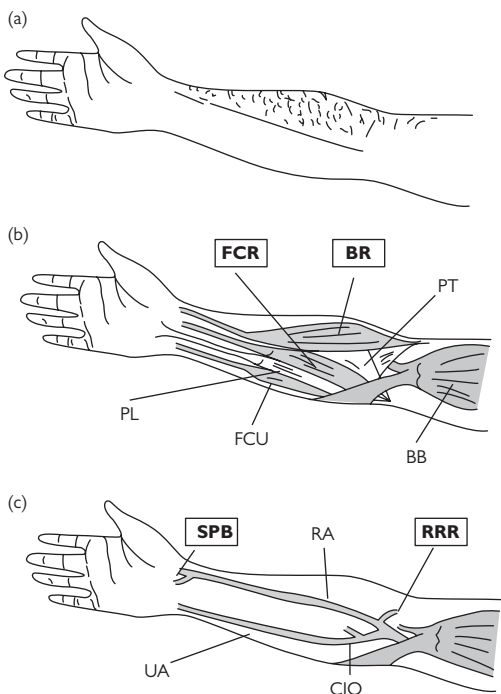 (a)
(b)
FCR BR
PT
PL
FCU
BB
(c)
SPB RA RRR
UA
CIO